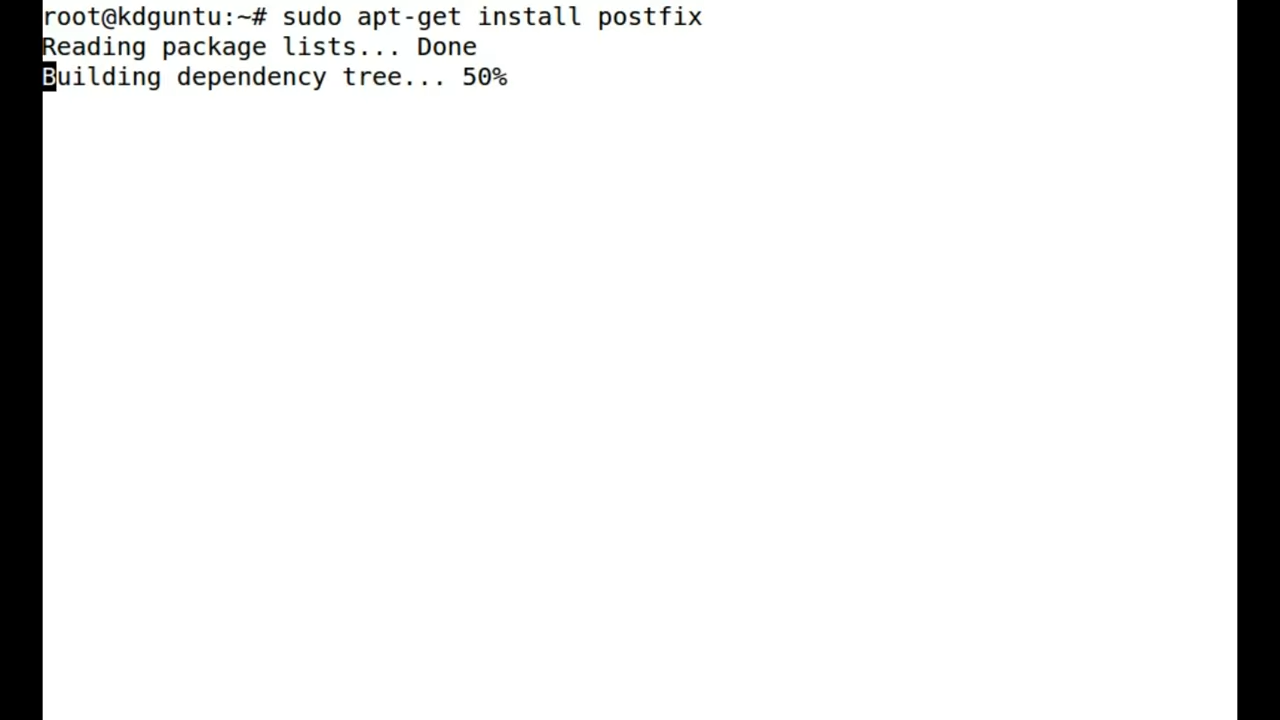 root@kdguntu:~# sudo apt-get install postfix
Reading package lists... Done
Building dependency tree... 50%